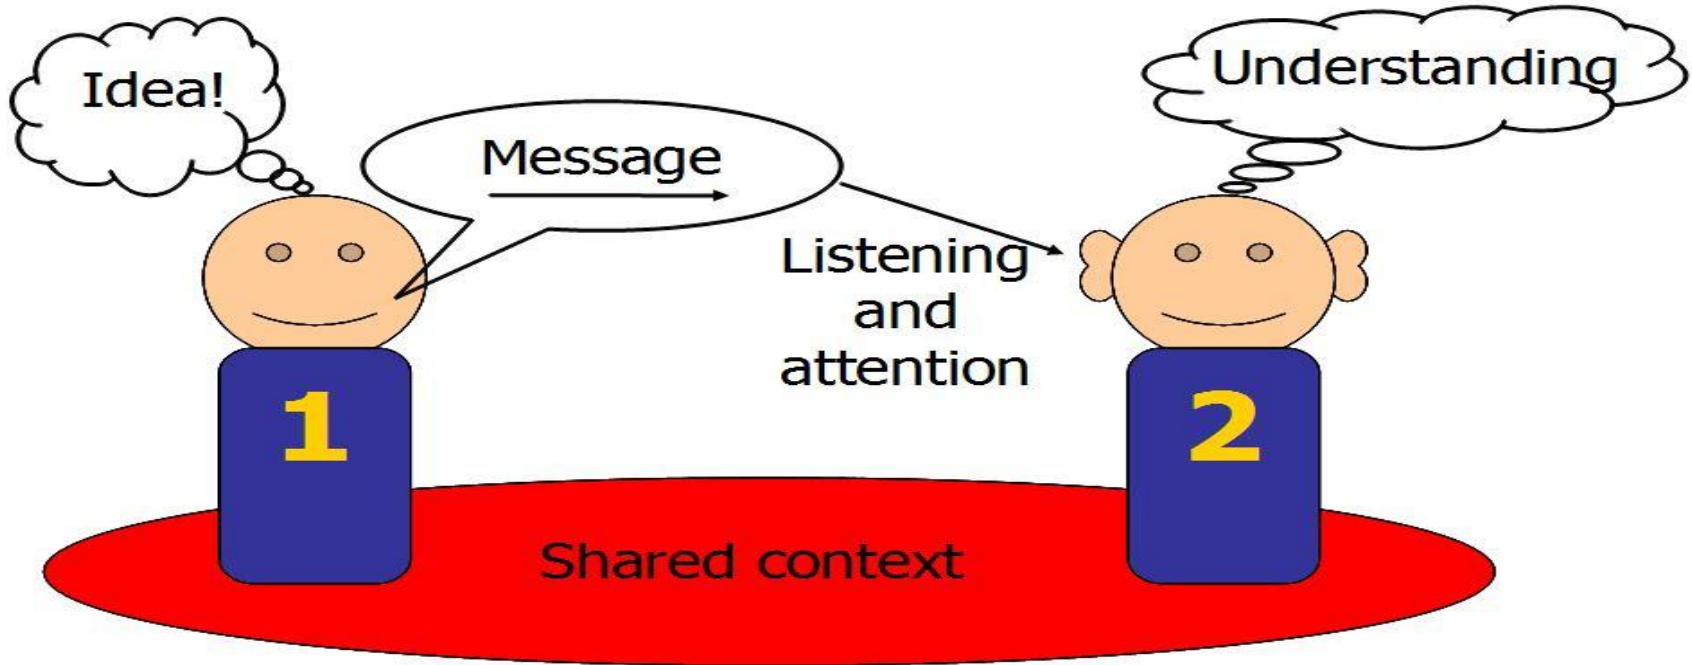 Idea!
Message
Understanding
Listening
and
attention
1
2
Shared context